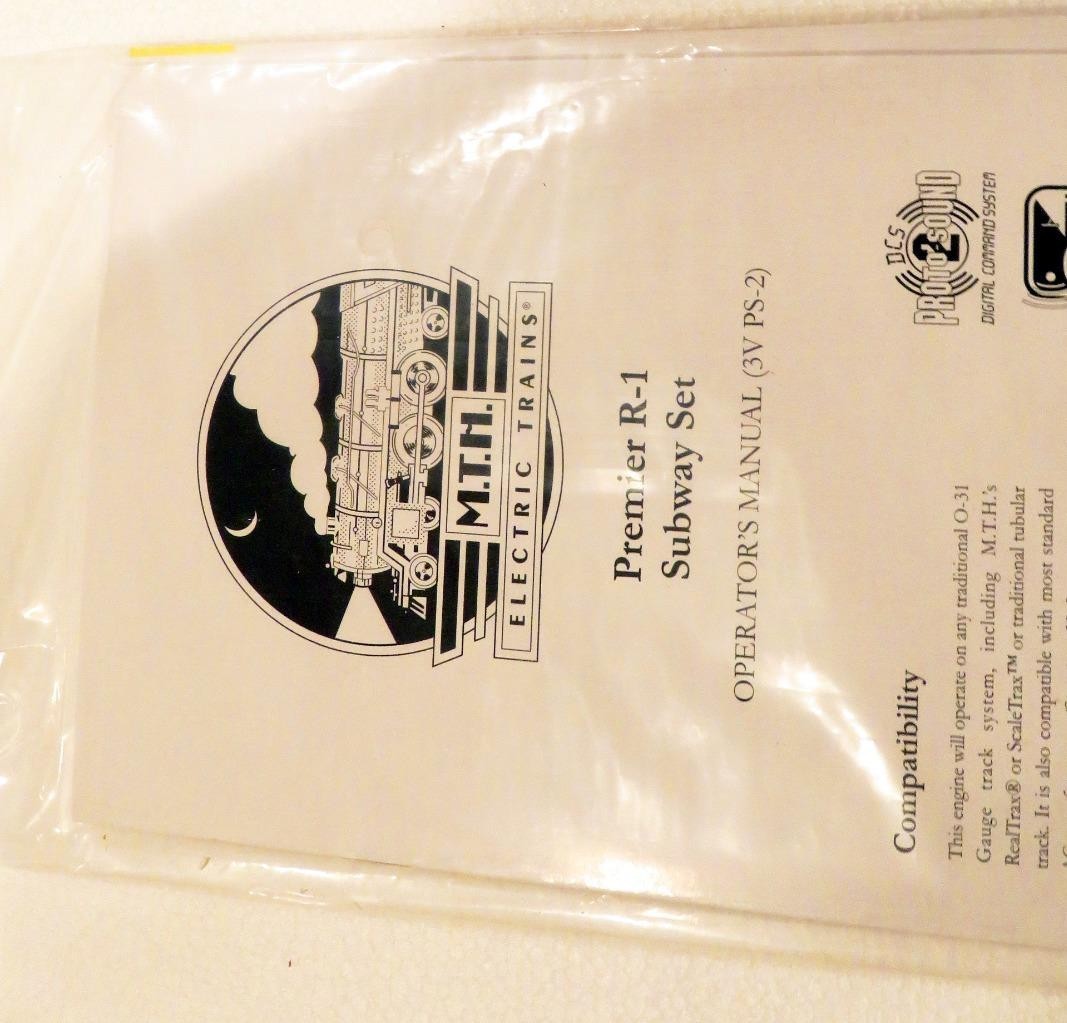 M.T.H.
ELECTRIC TRAINS®
Premier R-1
Subway Set
OPERATOR'S MANUAL (3V PS-2)
DCS
PROTO-SOUND
2
DIGITAL COMMAND SYSTEM
Compatibility
This engine will operate on any traditional O-31
Gauge track system, including M.T.H.'s
RealTrax® or ScaleTrax™ or traditional tubular
track. It is also compatible with most standard